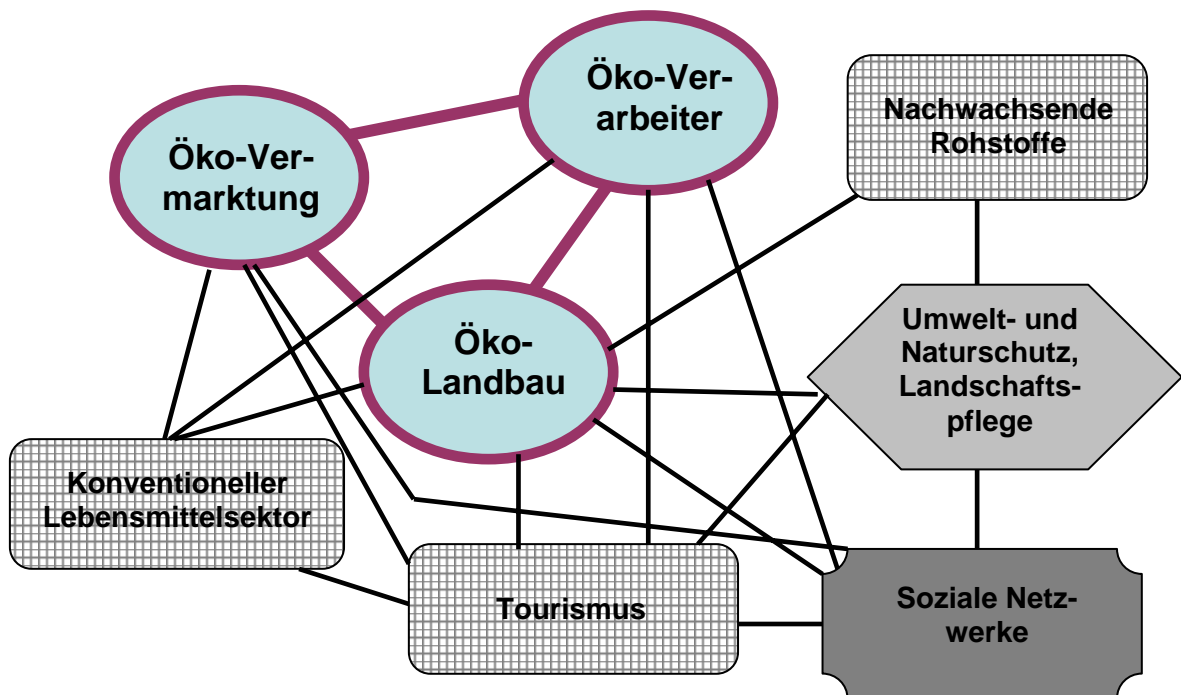 Öko-Ver-
arbeiter
Nachwachsende
Rohstoffe
Öko-Ver-
marktung
Öko-
Landbau
Umwelt- und
Naturschutz,
Landschafts-
pflege
Konventioneller
Lebensmittelsektor
Tourismus
Soziale Netz-
werke